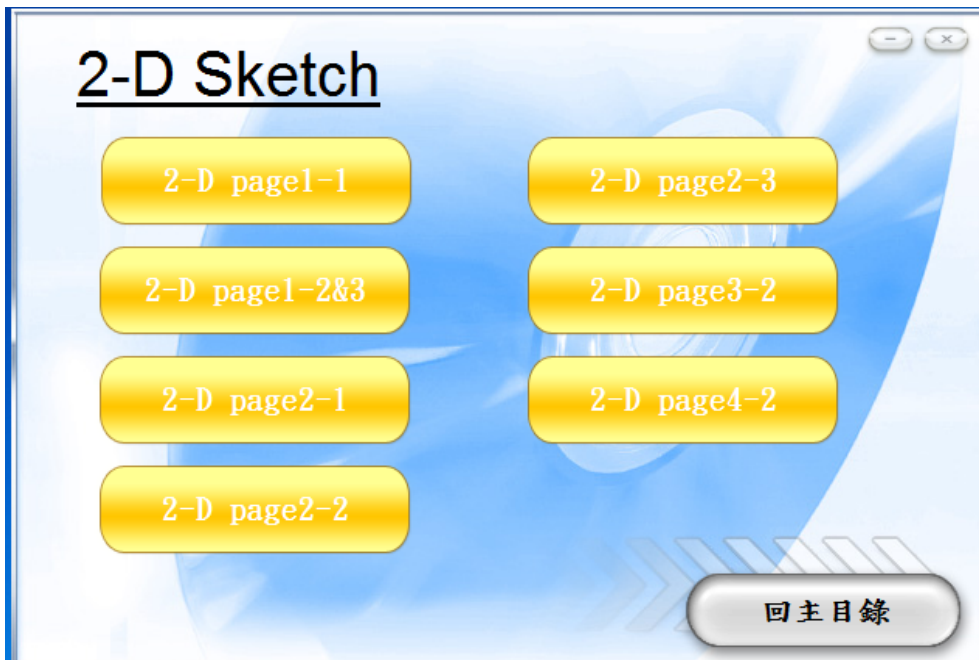 2-D Sketch
2-D page1-1
2-D page1-2&3
2-D page2-1
2-D page2-2
2-D page2-3
2-D page3-2
2-D page4-2
回主目錄